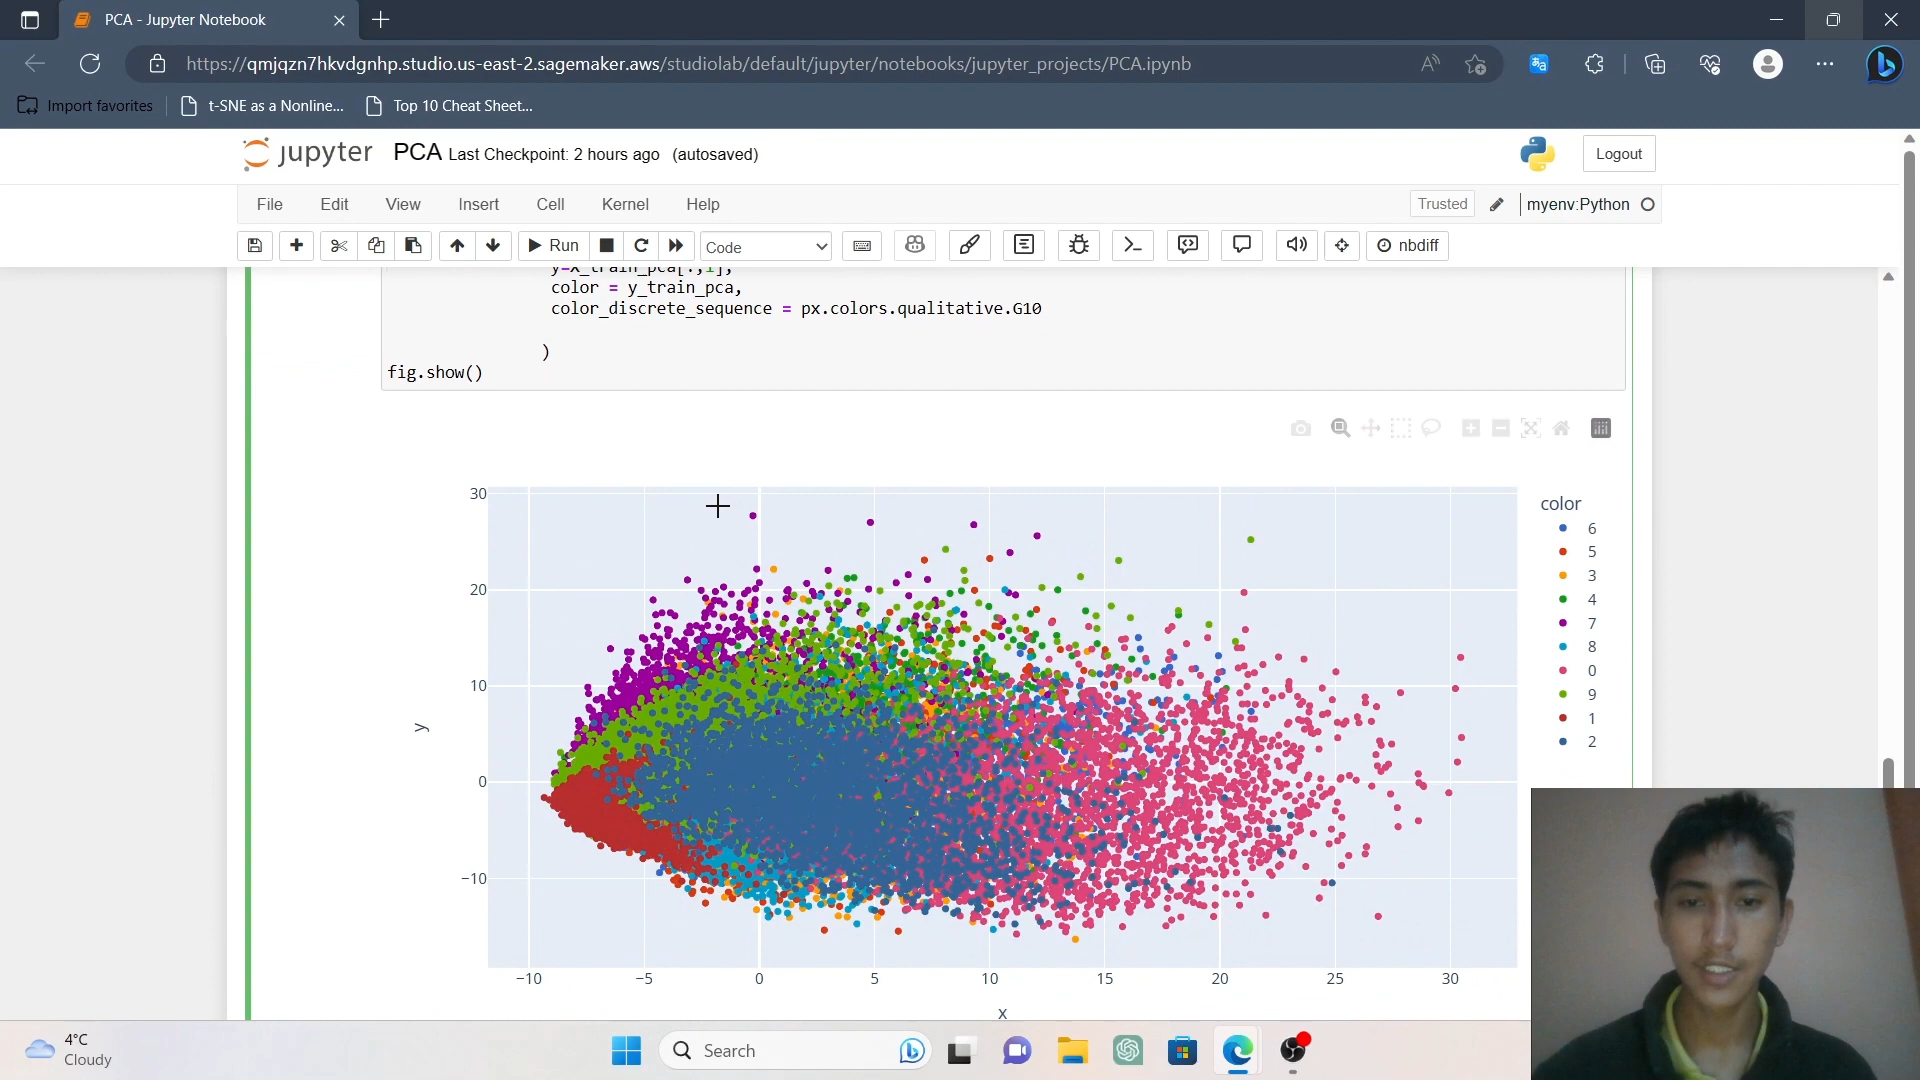 PCA - Jupyter Notebook
https://qmjqzn7hkvdgnhp.studio.us-east-2.sagemaker.aws/studiolab/default/jupyter/notebooks/jupyter_projects/PCA.ipynb
Import favorites
t-SNE as a Nonline...
Top 10 Cheat Sheet...
jupyter PCA Last Checkpoint: 2 hours ago (autosaved)
Logout
File Edit View Insert Cell Kernel Help
Trusted
myenv:Python
Run
Code
nbdiff
y=x_train_pca[:,1],
color = y_train_pca,
color_discrete_sequence = px.colors.qualitative.G10
)
fig.show()
30
20
10
0
−10
y
−10 −5 0 5 10 15 20 25 30
x
color
6
5
3
4
7
8
0
9
1
2
4°C
Cloudy
Search